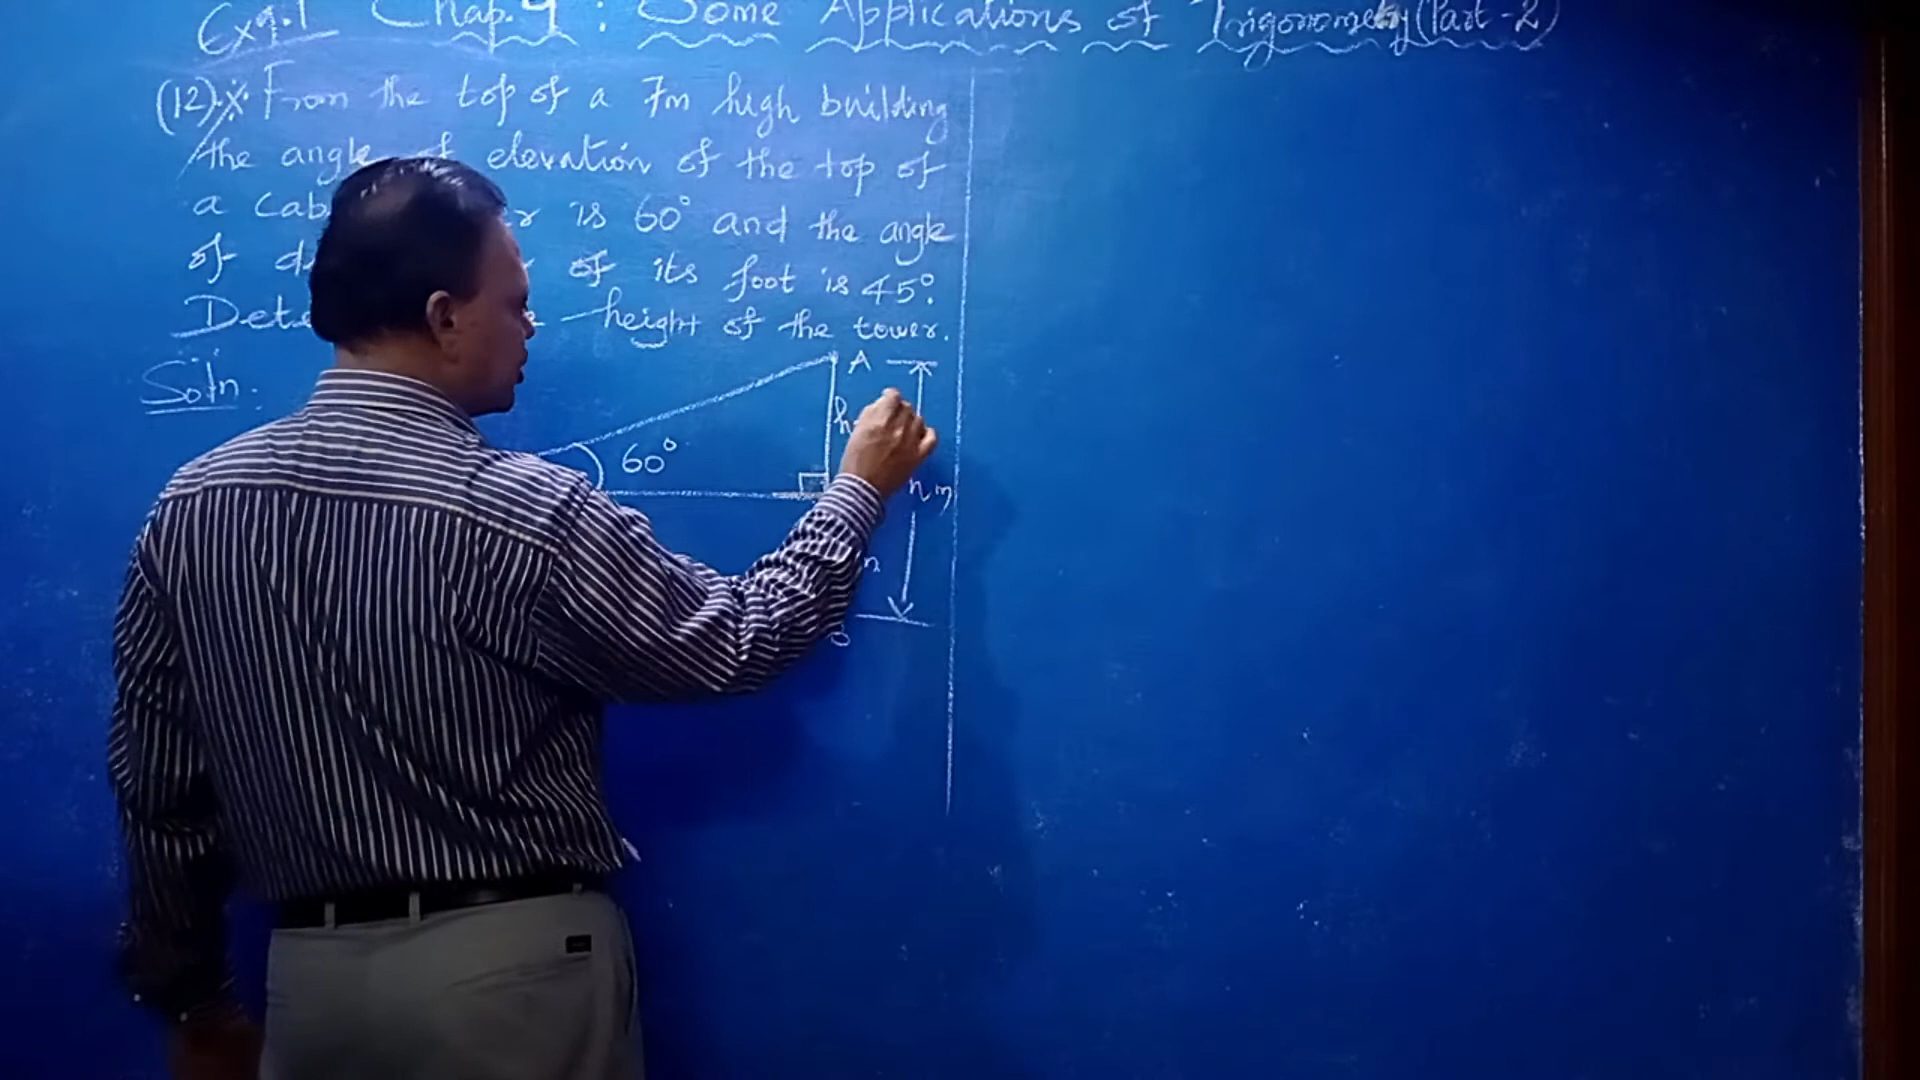 Ex 9.1 Chap.9 : Some Applications of Trigonometry (Part-2)
(12). From the top of a 7m high building
the angle of elevation of the top of
a is 60° and the angle
of of its foot is 45°.
height of the tower.
Soln.
A
60°
h m